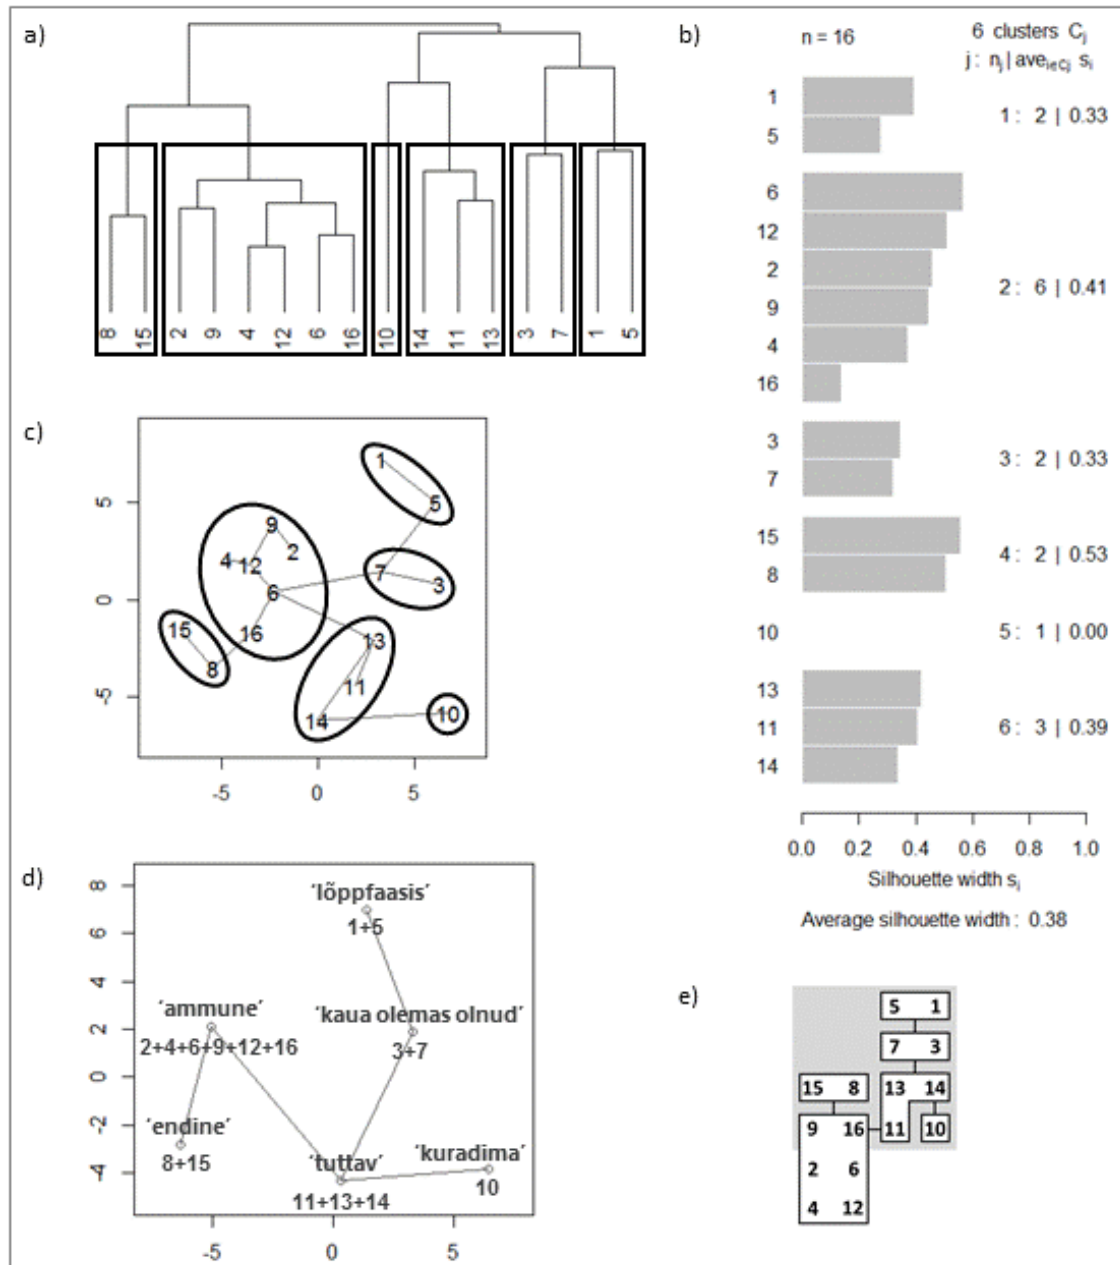 a)
8 15 2 9 4 12 6 16 10 14 11 13 3 7 1 5
b)
n = 16
6 clusters Cj
j : nj | aveiϵCj si
1
5
1 : 2 | 0.33
6
12
2
9
4
16
2 : 6 | 0.41
3
7
3 : 2 | 0.33
15
8
4 : 2 | 0.53
10
5 : 1 | 0.00
13
11
14
6 : 3 | 0.39
0.0 0.2 0.4 0.6 0.8 1.0
Silhouette width si
Average silhouette width : 0.38
c)
5
0
-5
1
5
9
2
4
12
7
3
6
15
16
13
8
11
14
10
-5 0 5
d)
8
6
4
2
0
-2
-4
´lõppfaasis´
1+5
´ammune´
2+4+6+9+12+16
´kaua olemas olnud´
3+7
´endine´
8+15
´tuttav´
11+13+14
´kuradima´
10
-5 0 5
e)
5 1
7 3
15 8 13 14
9 16 11 10
2 6
4 12